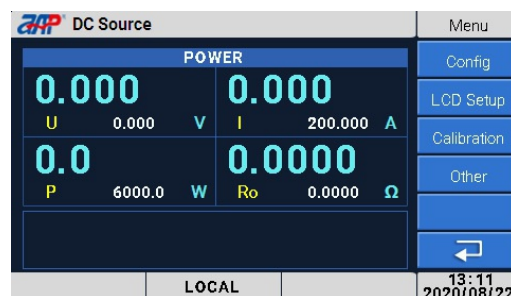 AAP DC Source
Menu
POWER
Config
0.000 0.000
LCD Setup
U 0.000 V I 200.000 A
Calibration
0.0 0.0000
Other
P 6000.0 W Ro 0.0000 Ω
LOCAL
13:11
2020/08/22